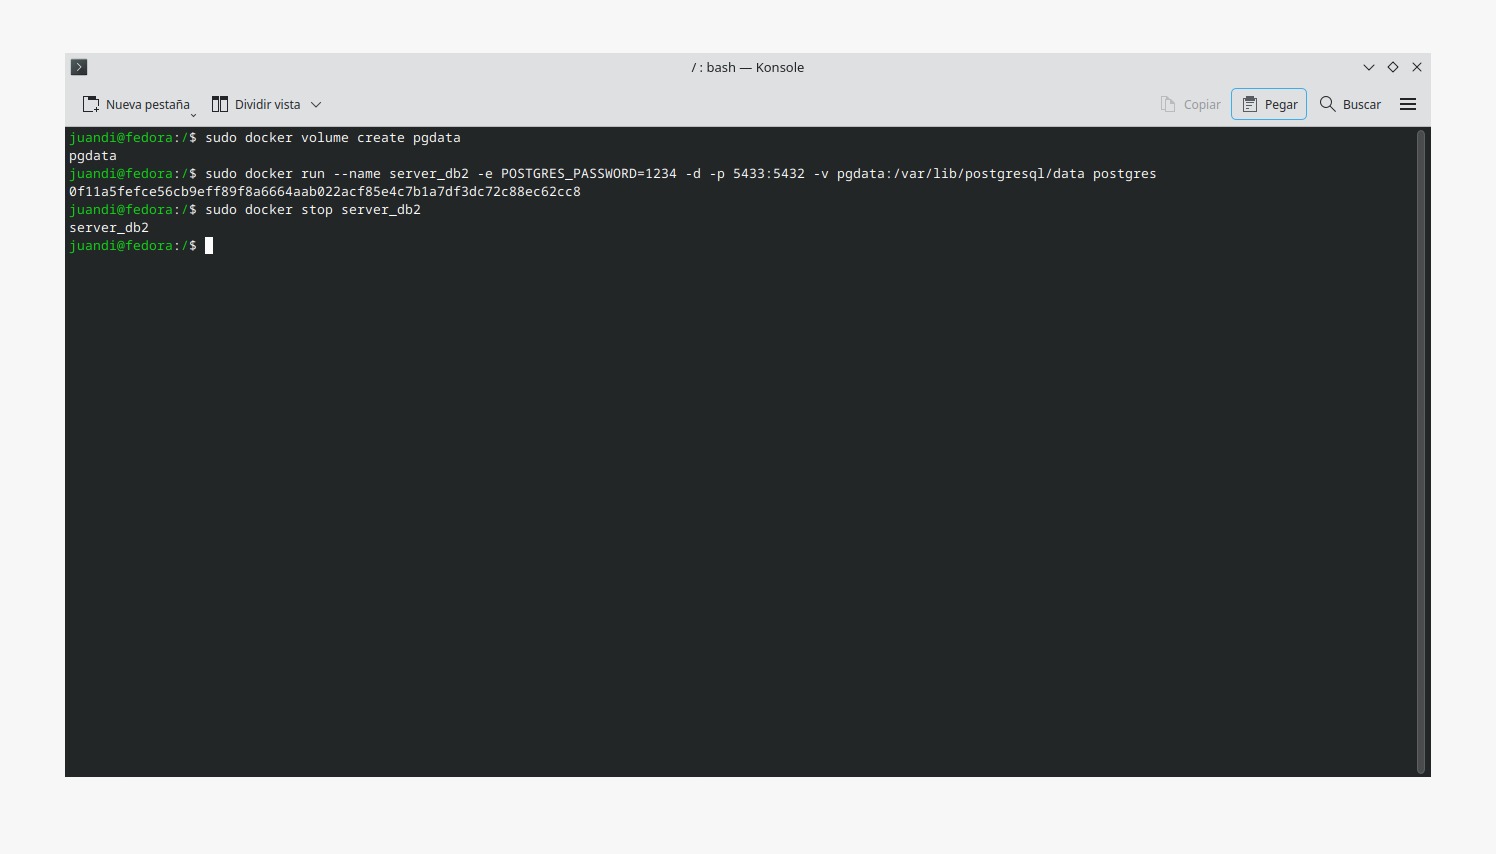 / : bash — Konsole
Nueva pestaña
Dividir vista
Copiar
Pegar
Buscar
juandi@fedora:/$ sudo docker volume create pgdata
pgdata
juandi@fedora:/$ sudo docker run --name server_db2 -e POSTGRES_PASSWORD=1234 -d -p 5433:5432 -v pgdata:/var/lib/postgresql/data postgres
0f11a5fefce56cb9eff89f8a6664aab022acf85e4c7b1a7df3dc72c88ec62cc8
juandi@fedora:/$ sudo docker stop server_db2
server_db2
juandi@fedora:/$